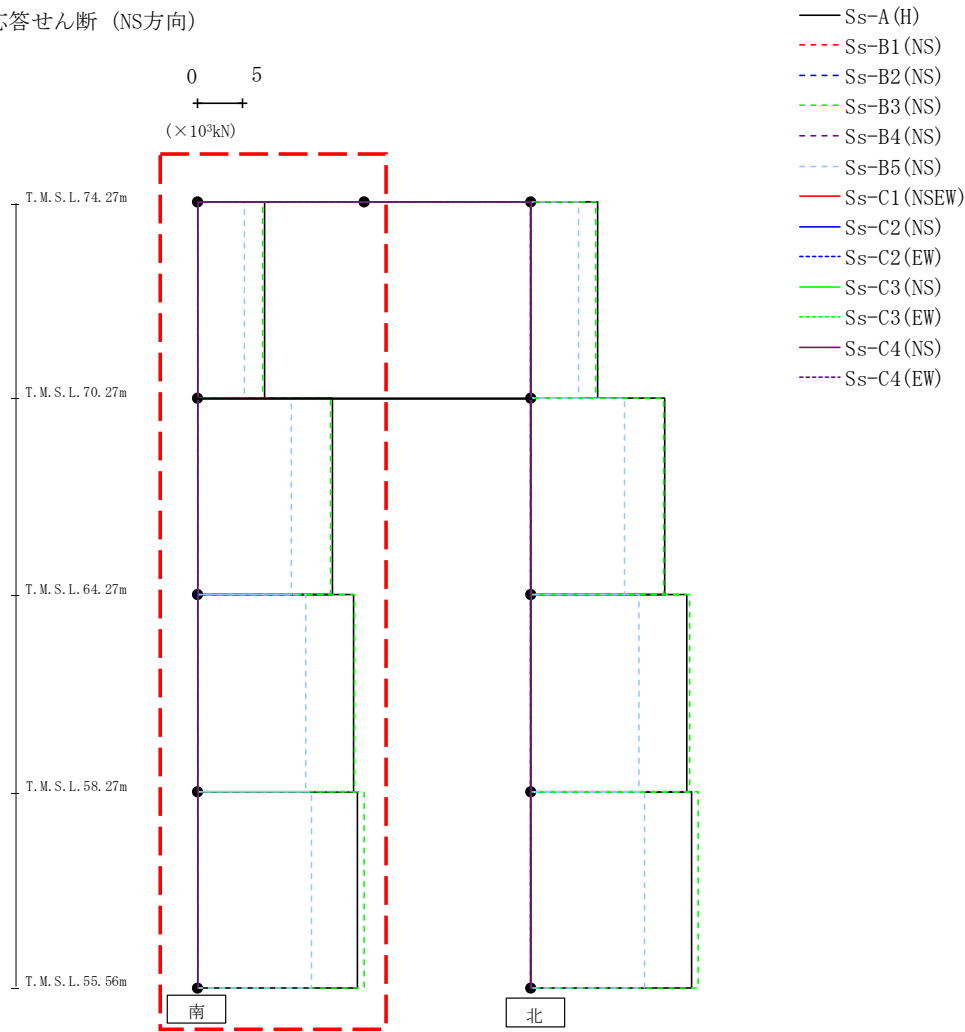 応答せん断 (NS方向)
0 5
(×10³kN)
T.M.S.L.74.27m
T.M.S.L.70.27m
T.M.S.L.64.27m
T.M.S.L.58.27m
T.M.S.L.55.56m
南
北
Ss-A(H)
Ss-B1(NS)
Ss-B2(NS)
Ss-B3(NS)
Ss-B4(NS)
Ss-B5(NS)
Ss-C1(NSEW)
Ss-C2(NS)
Ss-C2(EW)
Ss-C3(NS)
Ss-C3(EW)
Ss-C4(NS)
Ss-C4(EW)